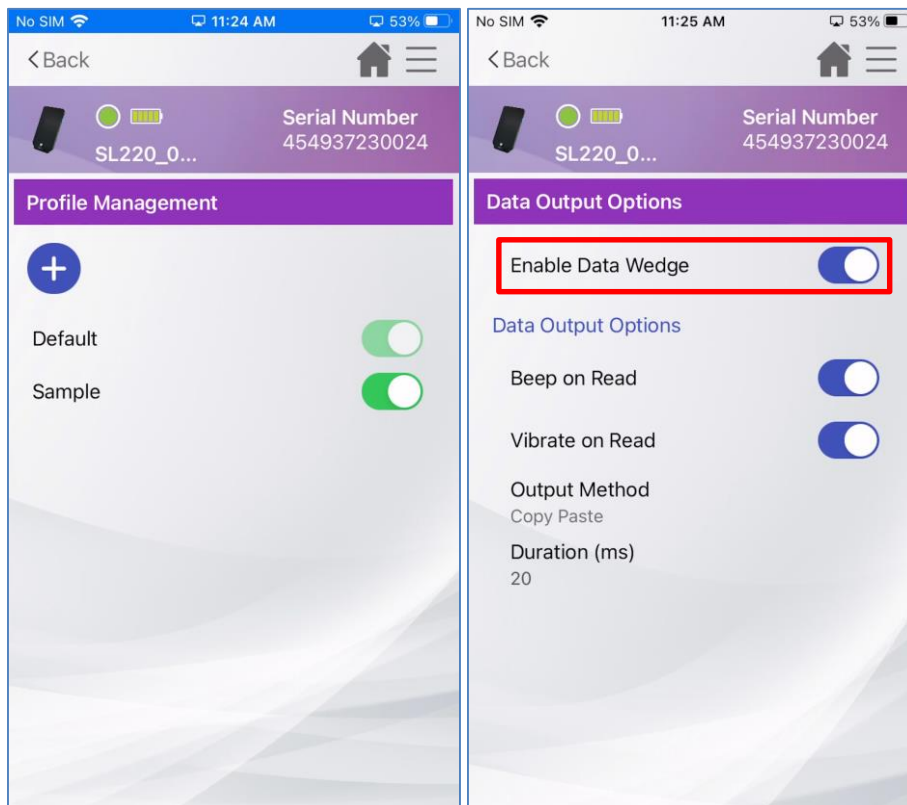 No SIM 11:24 AM 53%
Back
SL220_0...
Serial Number
454937230024
Profile Management
Default
Sample
No SIM 11:25 AM 53%
Back
SL220_0...
Serial Number
454937230024
Data Output Options
Enable Data Wedge
Data Output Options
Beep on Read
Vibrate on Read
Output Method
Copy Paste
Duration (ms)
20